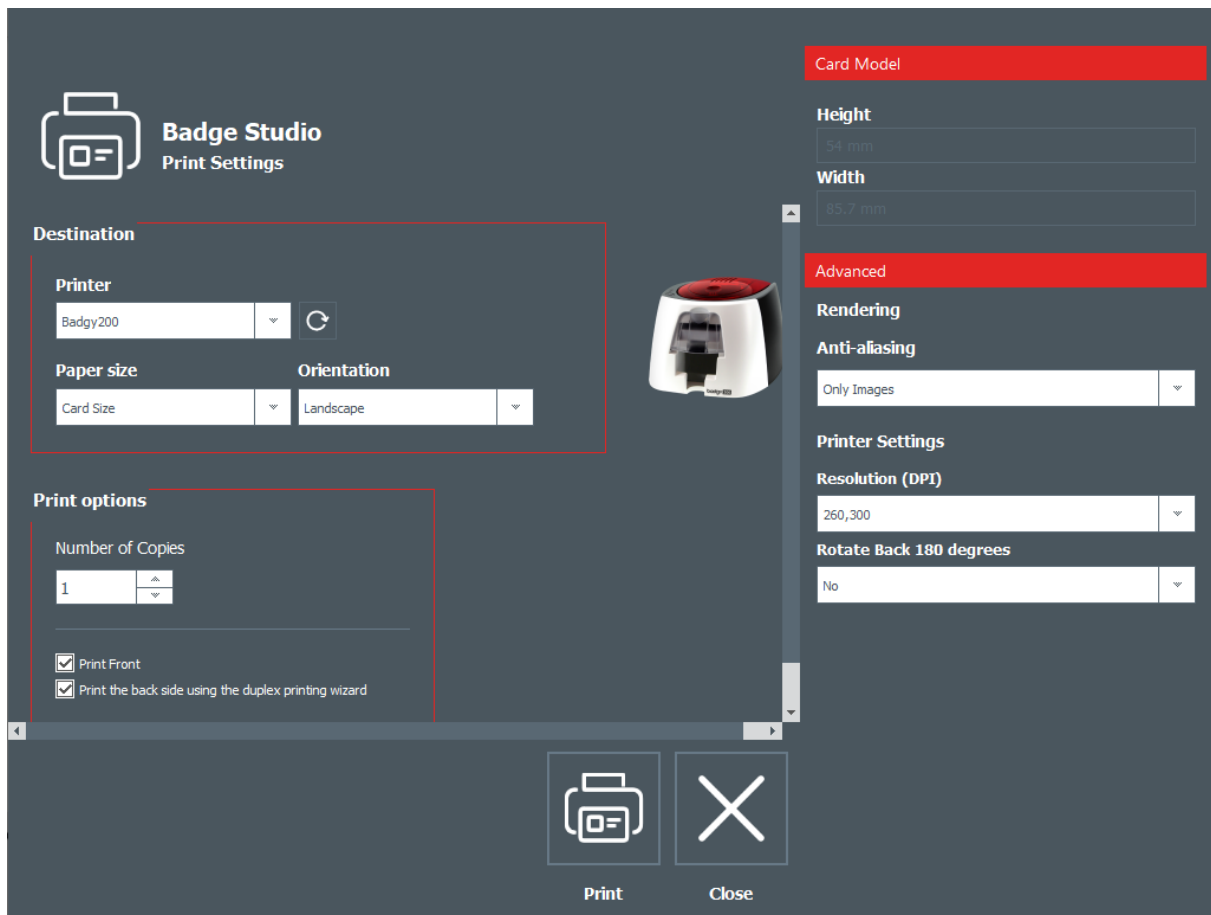 Badge Studio
Print Settings
Destination
Printer
Badgy200
Paper size
Orientation
Card Size
Landscape
Print options
Number of Copies
1
Print Front
Print the back side using the duplex printing wizard
Print
Close
Card Model
Height
54 mm
Width
85.7 mm
Advanced
Rendering
Anti-aliasing
Only Images
Printer Settings
Resolution (DPI)
260,300
Rotate Back 180 degrees
No